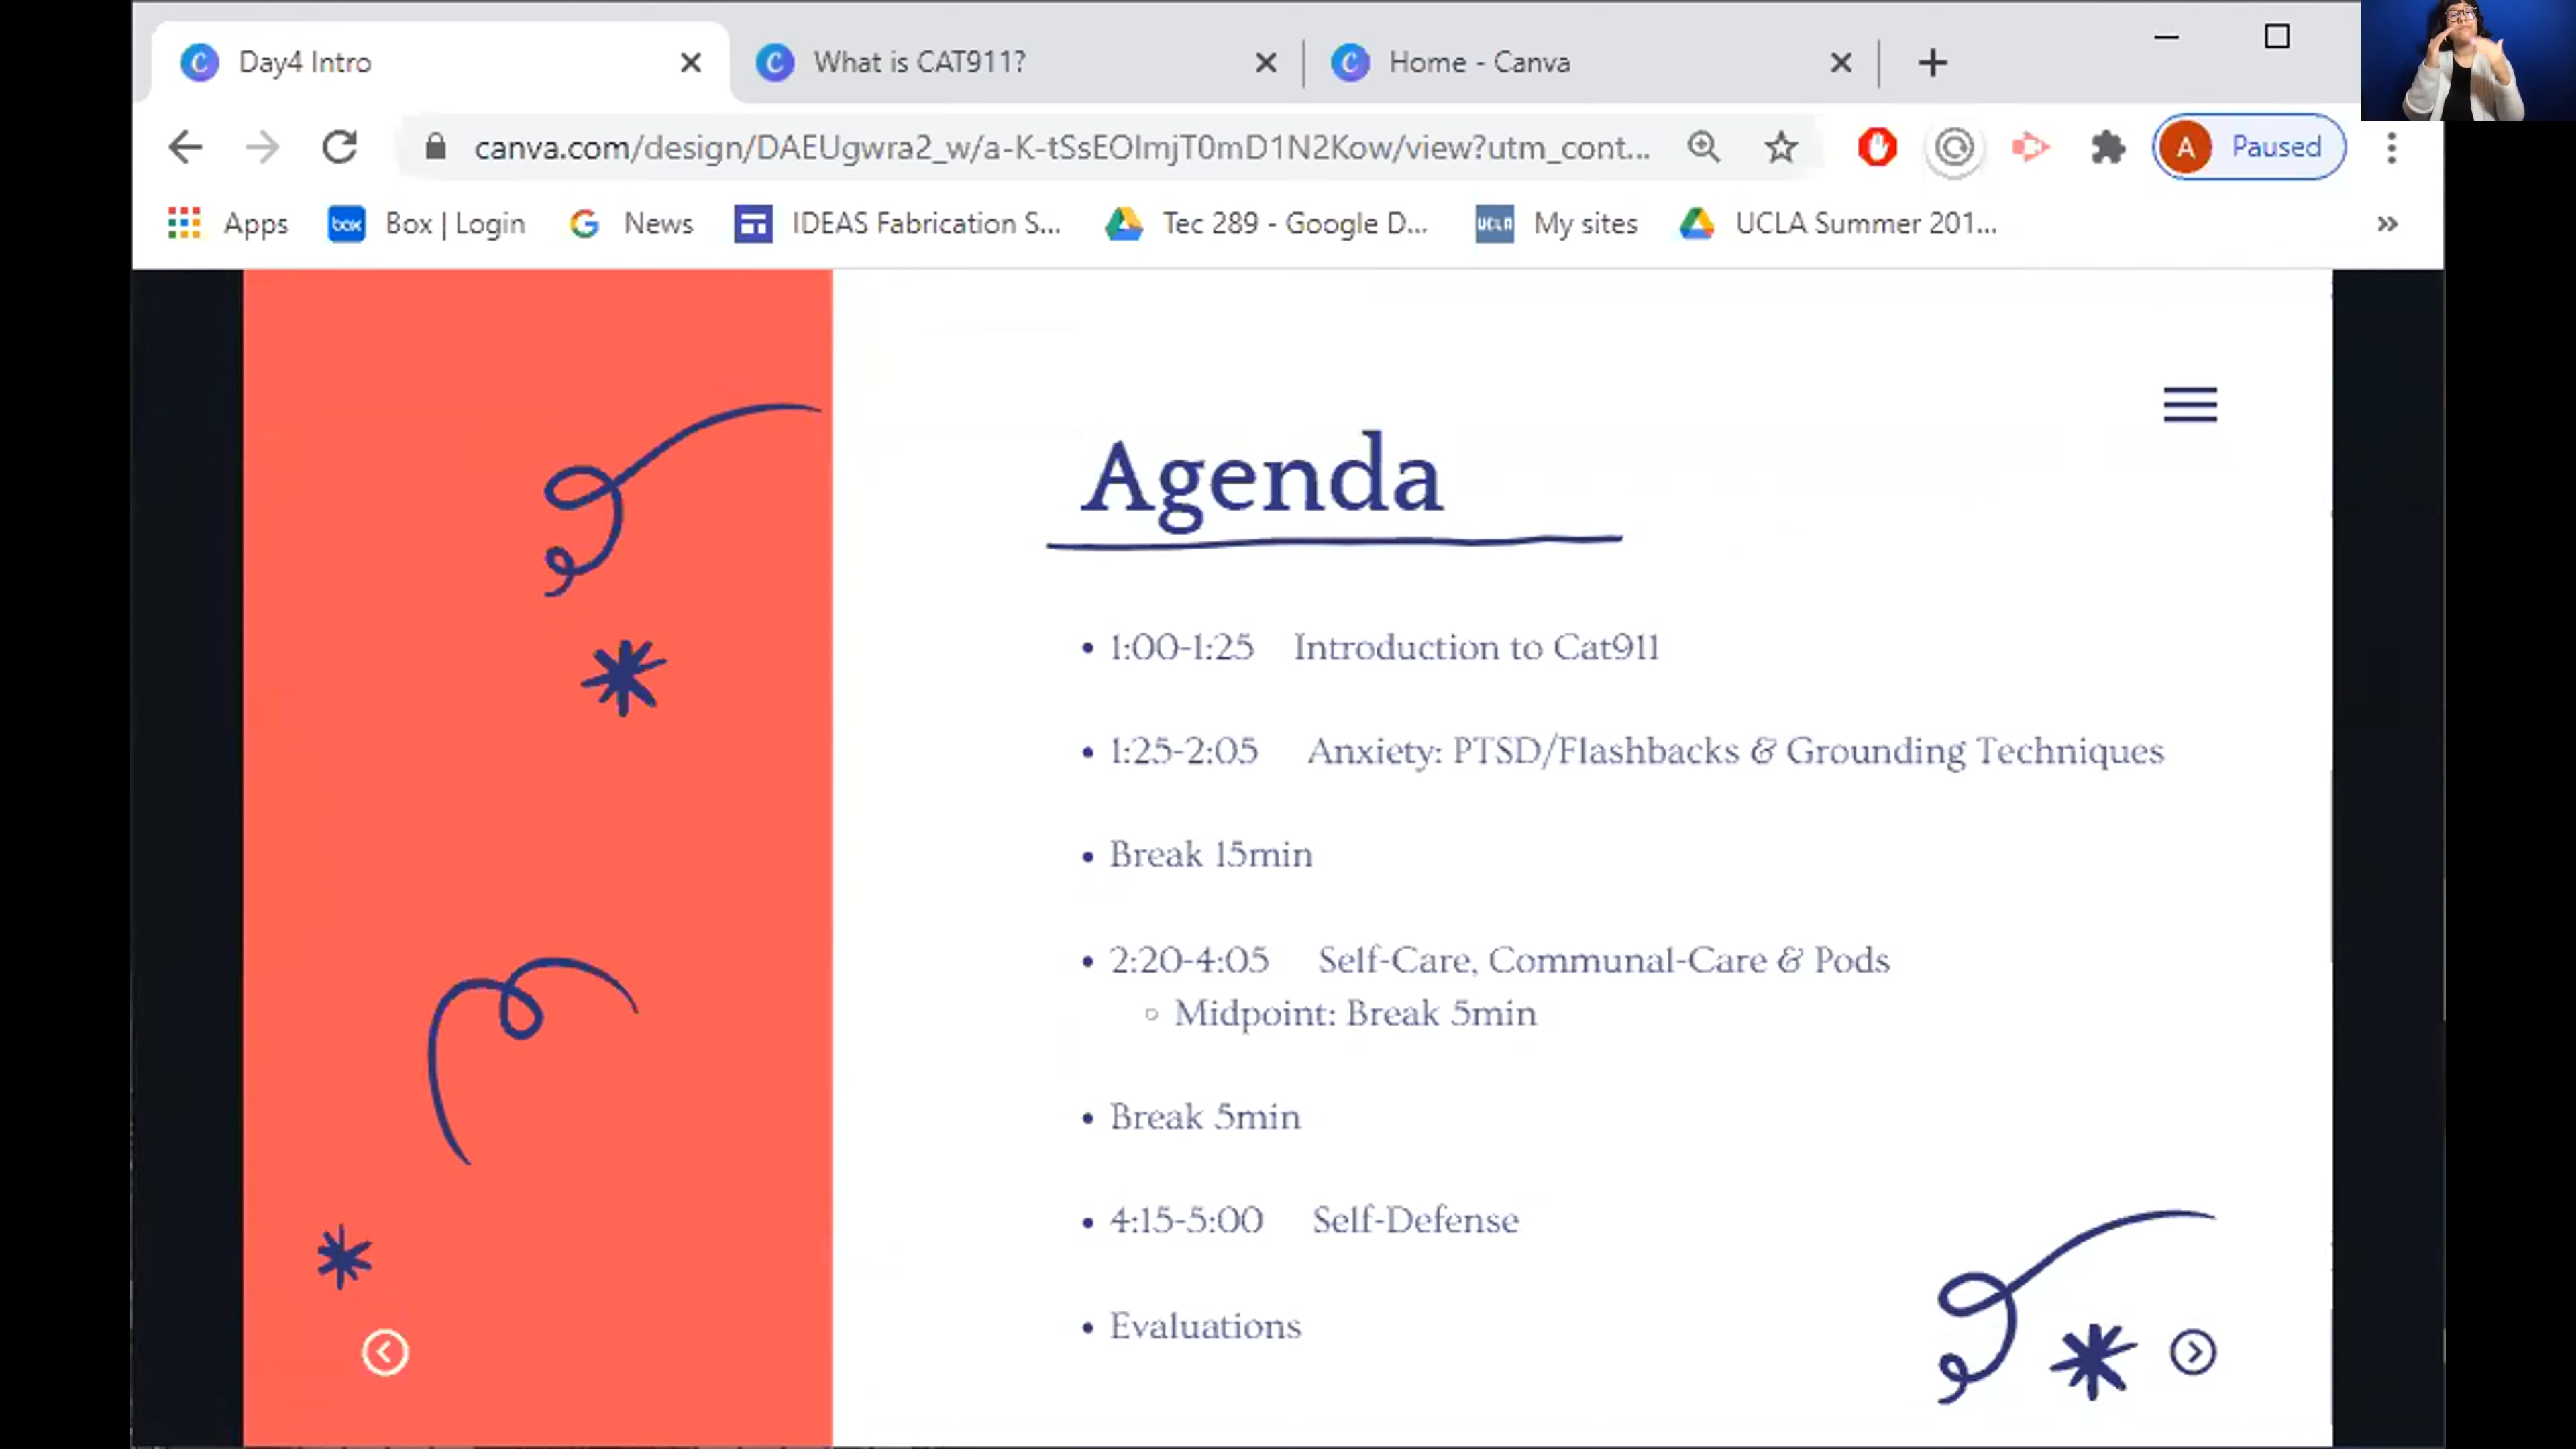 Day4 Intro
What is CAT911?
Home - Canva
canva.com/design/DAEUgwra2_w/a-K-tSsEOlmjT0mD1N2Kow/view?utm_cont...
A
Paused
Apps
box
Box | Login
News
IDEAS Fabrication S...
Tec 289 - Google D...
UCLA
My sites
UCLA Summer 201...
Agenda
• 1:00-1:25 Introduction to Cat911
• 1:25-2:05 Anxiety: PTSD/Flashbacks & Grounding Techniques
• Break 15min
• 2:20-4:05 Self-Care, Communal-Care & Pods
◦ Midpoint: Break 5min
• Break 5min
• 4:15-5:00 Self-Defense
• Evaluations